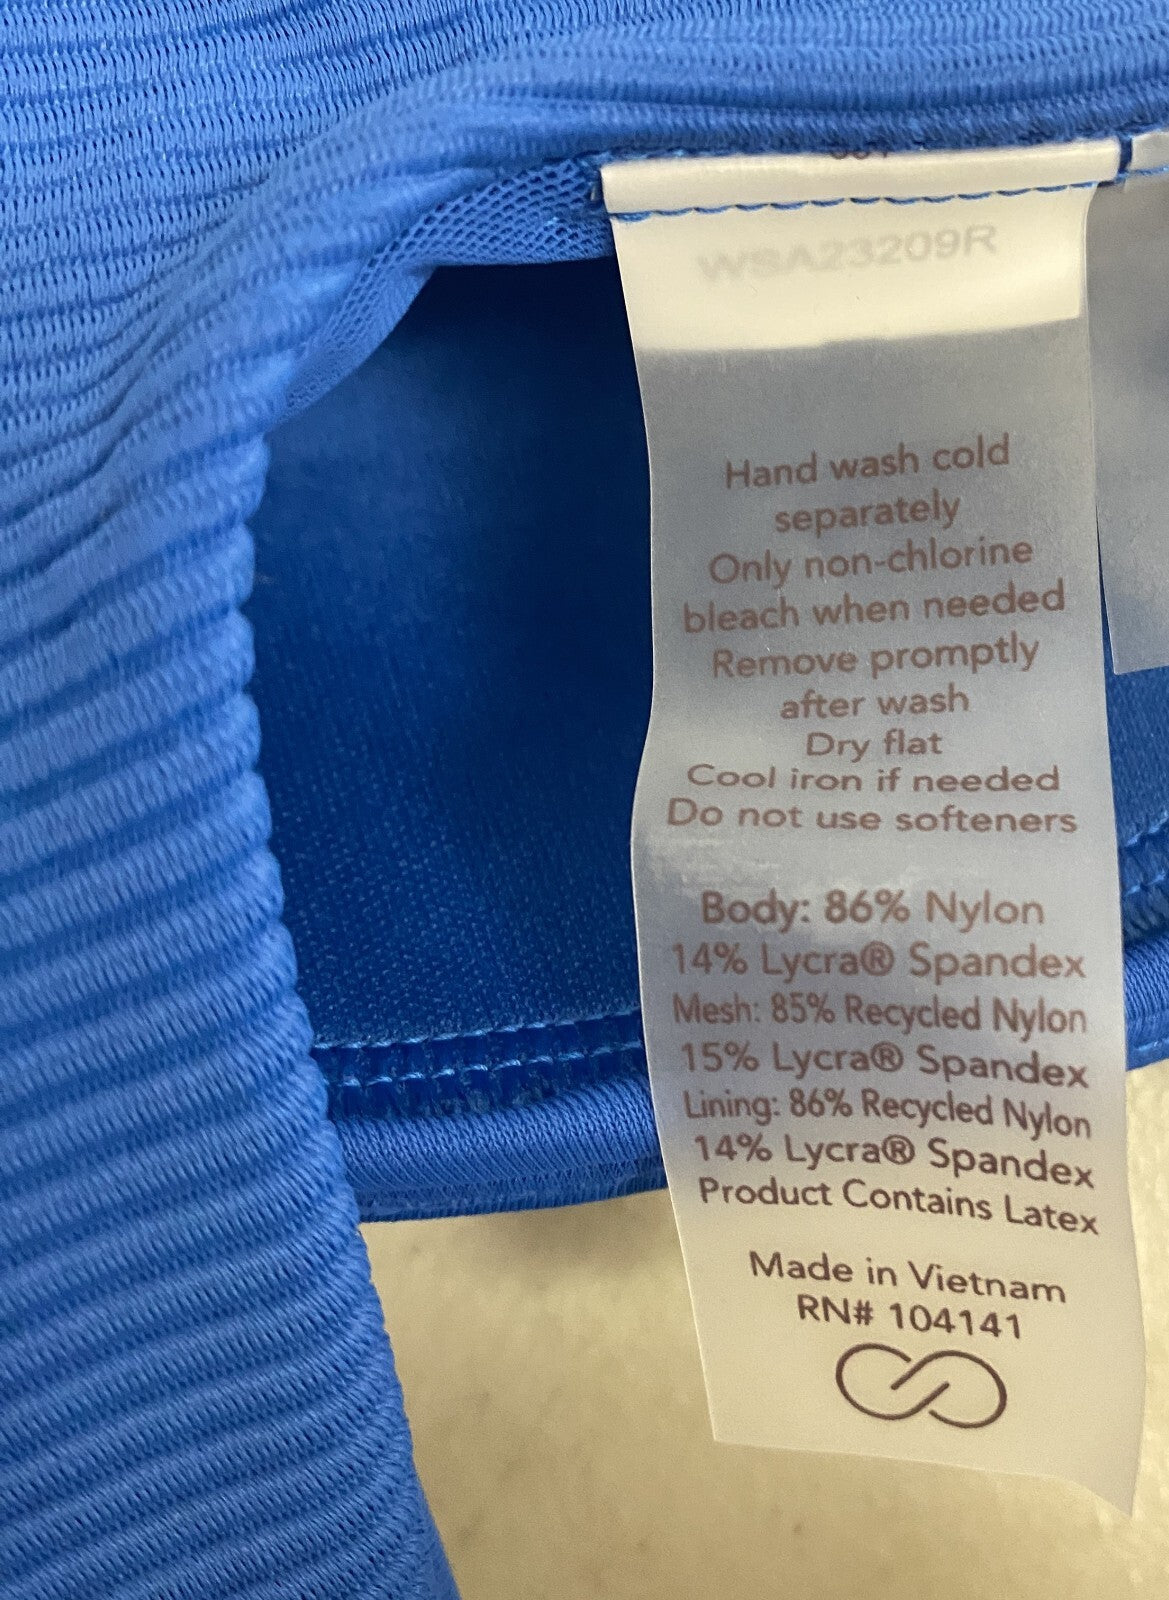 WSA23209R
Hand wash cold
separately
Only non-chlorine
bleach when needed
Remove promptly
after wash
Dry flat
Cool iron if needed
Do not use softeners
Body: 86% Nylon
14% Lycra® Spandex
Mesh: 85% Recycled Nylon
15% Lycra® Spandex
Lining: 86% Recycled Nylon
14% Lycra® Spandex
Product Contains Latex
Made in Vietnam
RN# 104141